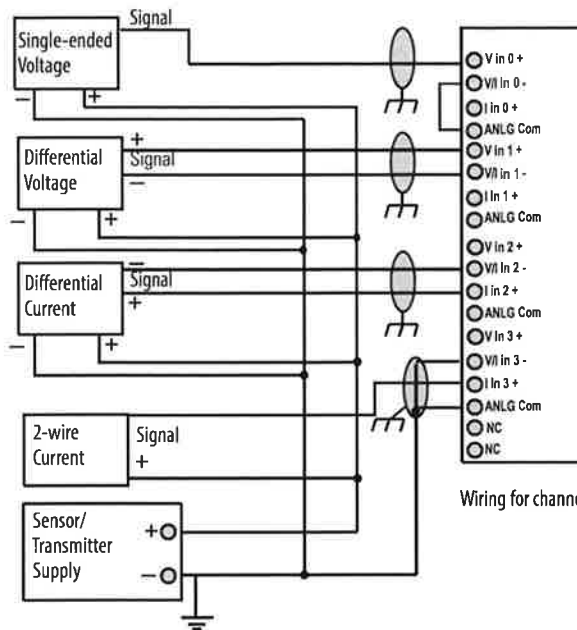 Single-ended
Voltage
Signal
−
+
Differential
Voltage
+
Signal
−
−
+
Differential
Current
−
Signal
+
−
+
2-wire
Current
Signal
+
Sensor/
Transmitter
Supply
+
−
V in 0 +
V/I In 0 -
I in 0 +
ANLG Com
V in 1 +
V/I in 1 -
I In 1 +
ANLG Com
V in 2 +
V/I In 2 -
I in 2 +
ANLG Com
V In 3 +
V/I in 3 -
I In 3 +
ANLG Com
NC
NC
Wiring for channe